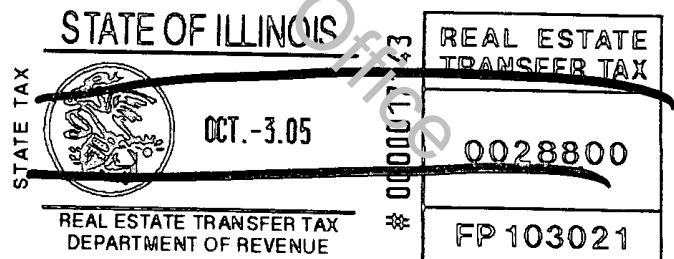 STATE OF ILLINOIS
STATE TAX
OCT.-3.05
REAL ESTATE TRANSFER TAX
DEPARTMENT OF REVENUE
REAL ESTATE
TRANSFER TAX
0028800
FP 103021
Office